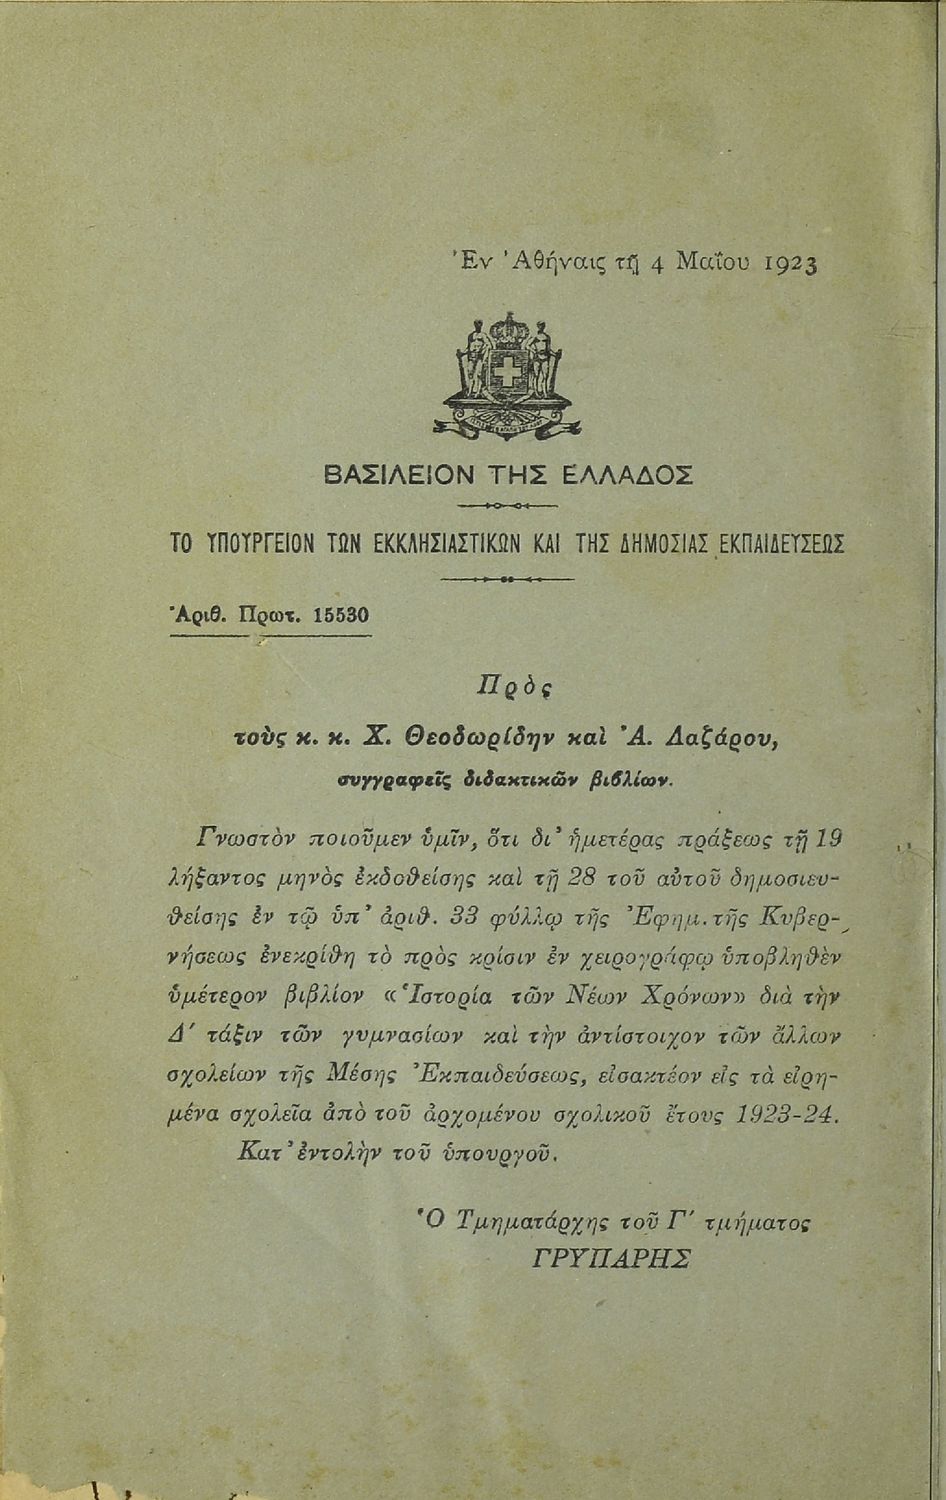 Ἐν Ἀθήναις τῇ 4 Μαΐου 1923
ΒΑΣΙΛΕΙΟΝ ΤΗΣ ΕΛΛΑΔΟΣ
ΤΟ ΥΠΟΥΡΓΕΙΟΝ ΤΩΝ ΕΚΚΛΗΣΙΑΣΤΙΚΩΝ ΚΑΙ ΤΗΣ ΔΗΜΟΣΙΑΣ ΕΚΠΑΙΔΕΥΣΕΩΣ
Ἀριθ. Πρωτ. 15530
Πρὸς
τοὺς κ. κ. Χ. Θεοδωρίδην καὶ Ἀ. Λαζάρου,
συγγραφεῖς διδακτικῶν βιβλίων.
Γνωστὸν ποιοῦμεν ὑμῖν, ὅτι δι' ἡμετέρας πράξεως τῇ 19
λήξαντος μηνὸς ἐκδοθείσης καὶ τῇ 28 τοῦ αὐτοῦ δημοσιευ-
θείσης ἐν τῷ ὑπ' ἀριθ. 33 φύλλῳ τῆς Ἐφημ. τῆς Κυβερ-
νήσεως ἐνεκρίθη τὸ πρὸς κρίσιν ἐν χειρογράφῳ ὑποβληθὲν
ὑμέτερον βιβλίον «Ἱστορία τῶν Νέων Χρόνων» διὰ τὴν
Δ' τάξιν τῶν γυμνασίων καὶ τὴν ἀντίστοιχον τῶν ἄλλων
σχολείων τῆς Μέσης Ἐκπαιδεύσεως, εἰσακτέον εἰς τὰ εἰρη-
μένα σχολεῖα ἀπὸ τοῦ ἀρχομένου σχολικοῦ ἔτους 1923-24.
Κατ' ἐντολὴν τοῦ ὑπουργοῦ.
Ὁ Τμηματάρχης τοῦ Γ' τμήματος
ΓΡΥΠΑΡΗΣ